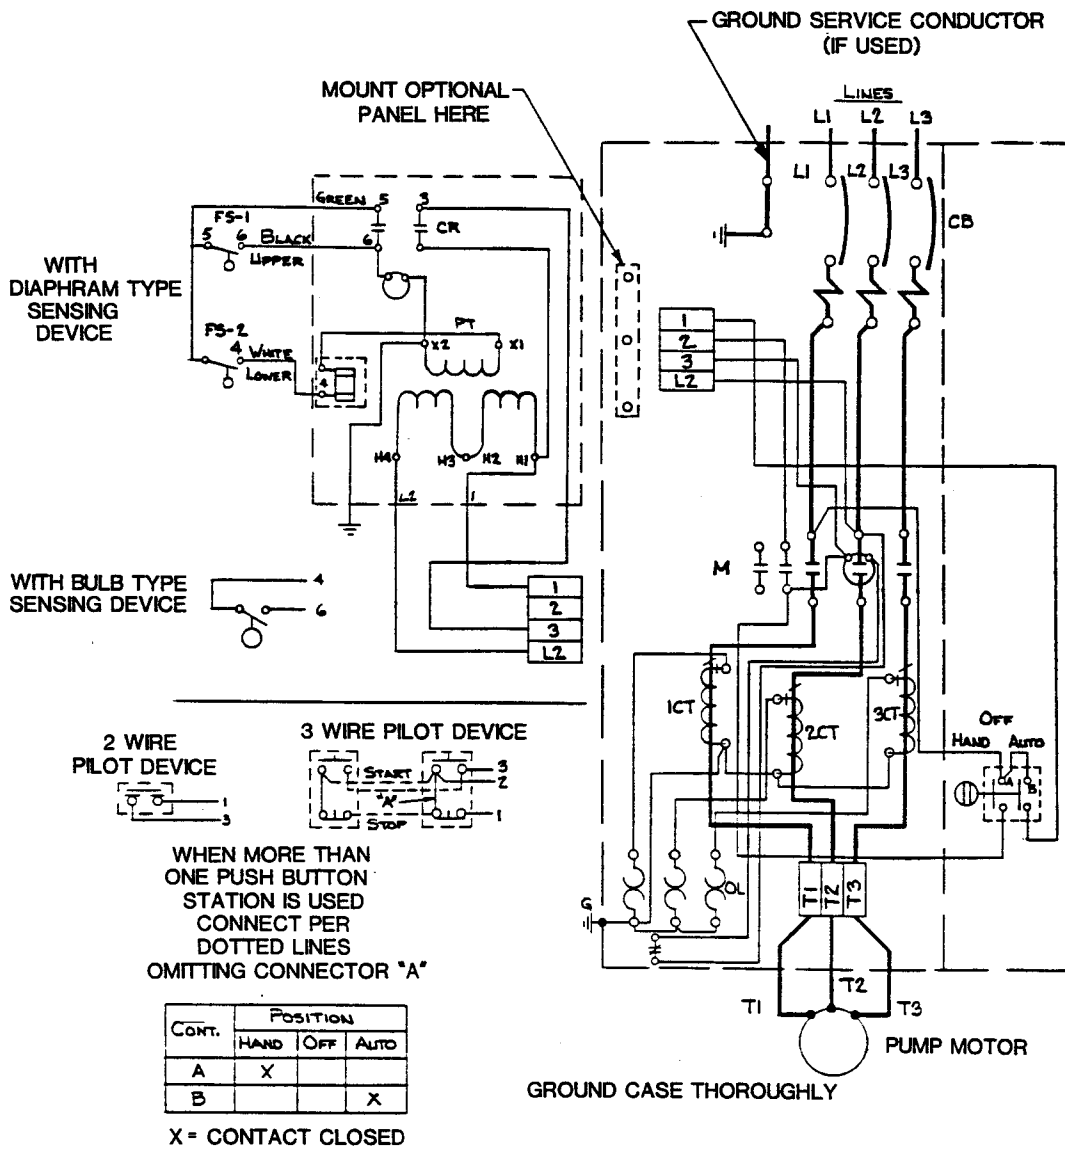 GROUND SERVICE CONDUCTOR
(IF USED)
MOUNT OPTIONAL
PANEL HERE
LINES
L1 L2 L3
L1 L2 L3
CB
GREEN 5 3
FS-1
5 6 BLACK 6 CR
UPPER
WITH
DIAPHRAM TYPE
SENSING
DEVICE
FS-2
4 WHITE
LOWER
4
PT
X2 X1
H4 H3 H2 H1
L2 1
1
2
3
L2
M
WITH BULB TYPE
SENSING DEVICE
4
6
1
2
3
L2
1CT
2CT
3CT
OFF
HAND AUTO
A B
2 WIRE
PILOT DEVICE
1
3
3 WIRE PILOT DEVICE
START
3
2
"A"
STOP
1
WHEN MORE THAN
ONE PUSH BUTTON
STATION IS USED
CONNECT PER
DOTTED LINES
OMITTING CONNECTOR "A"
OL
G
T1 T2 T3
T1
T2
T3
PUMP MOTOR
GROUND CASE THOROUGHLY
CONT. POSITION
HAND OFF AUTO
A X
B X
X = CONTACT CLOSED